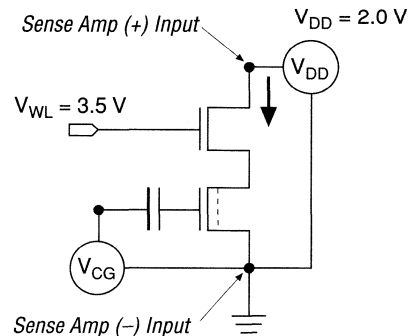 Sense Amp (+) Input
V_DD = 2.0 V
V_DD
V_WL = 3.5 V
V_CG
Sense Amp (–) Input